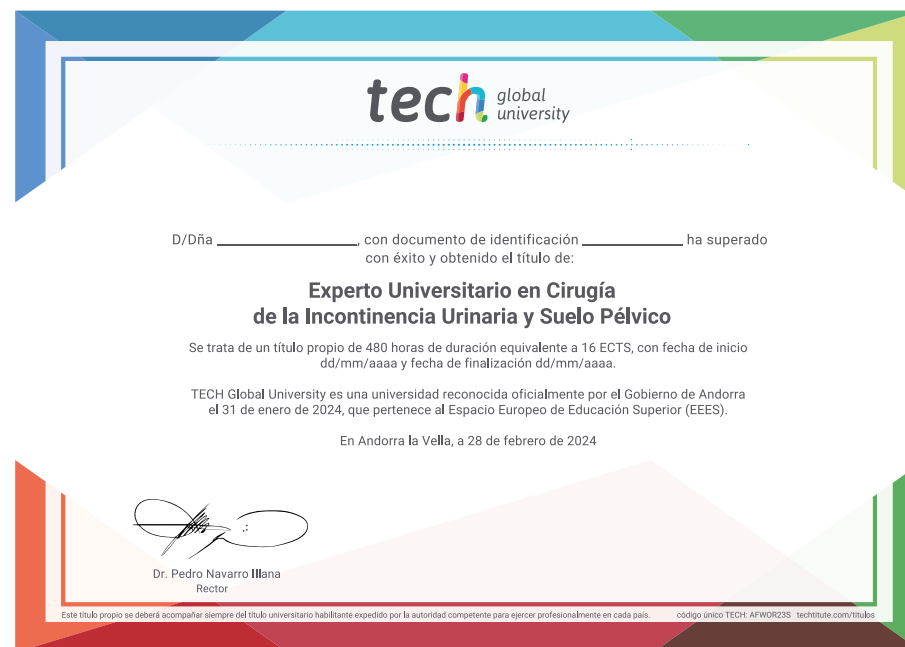 tech global university
D/Dña ____________________, con documento de identificación ______________ ha superado
con éxito y obtenido el título de:
Experto Universitario en Cirugía
de la Incontinencia Urinaria y Suelo Pélvico
Se trata de un título propio de 480 horas de duración equivalente a 16 ECTS, con fecha de inicio
dd/mm/aaaa y fecha de finalización dd/mm/aaaa.
TECH Global University es una universidad reconocida oficialmente por el Gobierno de Andorra
el 31 de enero de 2024, que pertenece al Espacio Europeo de Educación Superior (EEES).
En Andorra la Vella, a 28 de febrero de 2024
Dr. Pedro Navarro Illana
Rector
Este título propio se deberá acompañar siempre del título universitario habilitante expedido por la autoridad competente para ejercer profesionalmente en cada país. código único TECH: AFWOR23S techtitute.com/titulos